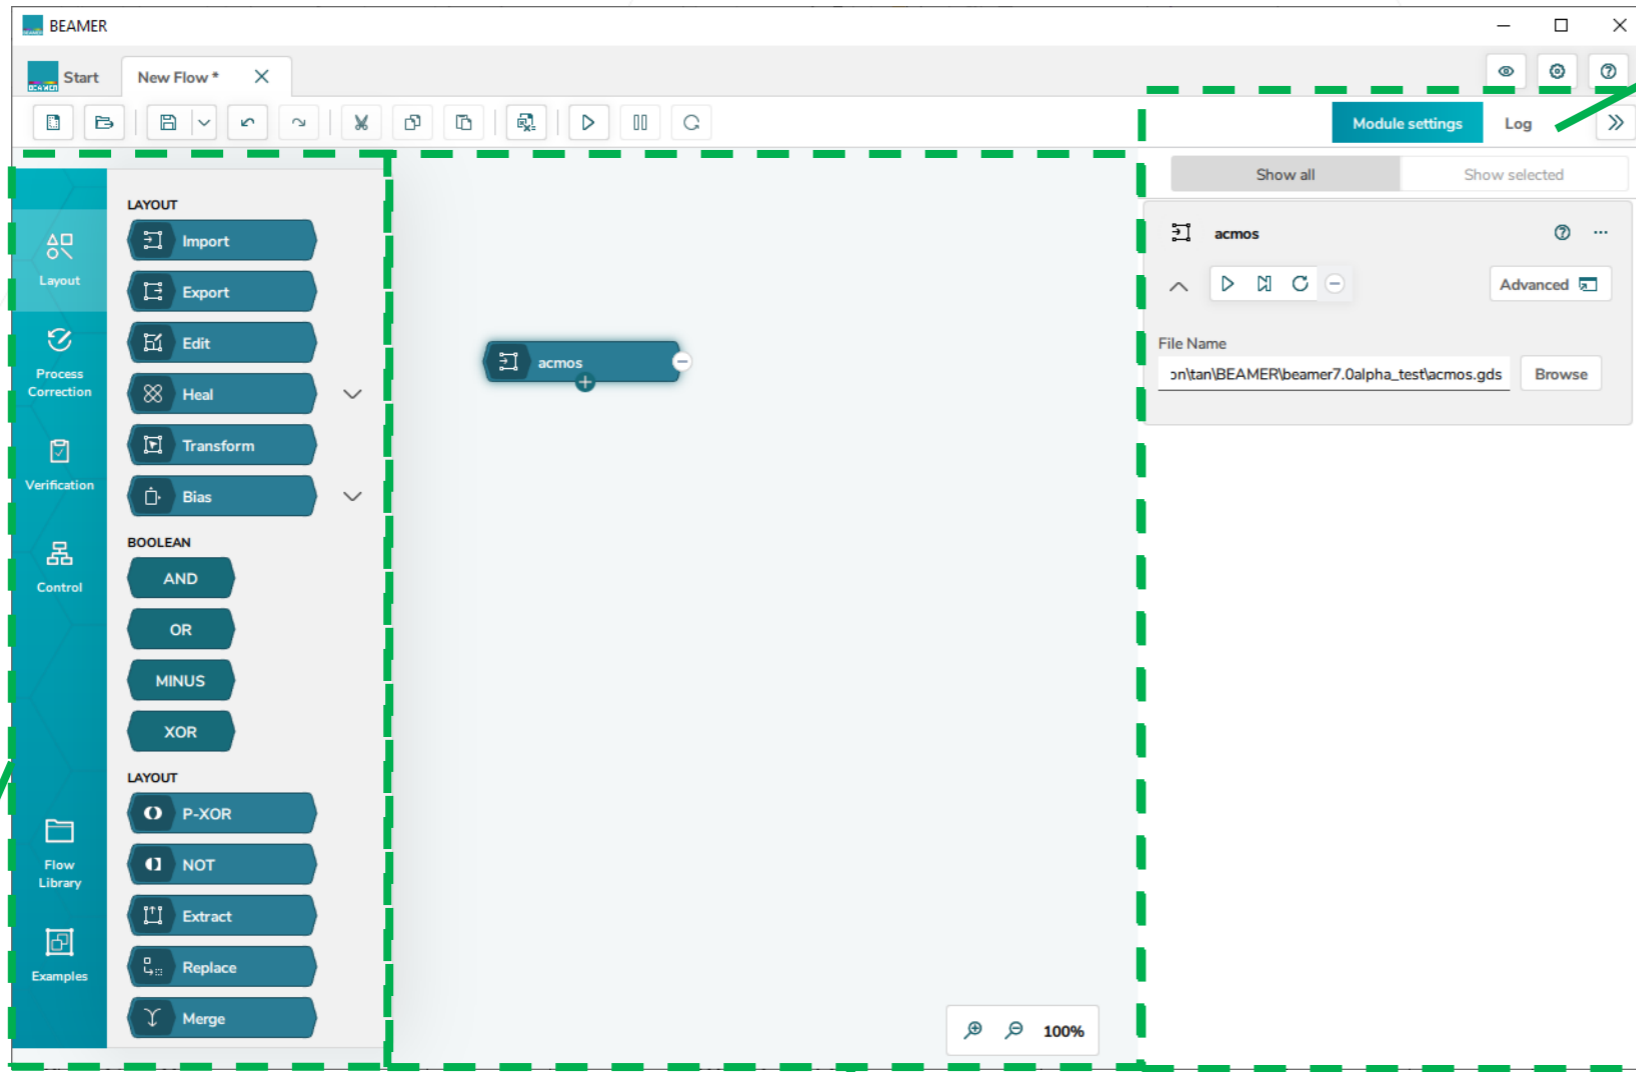 BEAMER
Start
New Flow *
Module settings
Log
Show all
Show selected
acmos
Advanced
File Name
on\tan\BEAMER\beamer7.0alpha_test\acmos.gds
Browse
Layout
Process
Correction
Verification
Control
Flow
Library
Examples
LAYOUT
Import
Export
Edit
Heal
Transform
Bias
BOOLEAN
AND
OR
MINUS
XOR
LAYOUT
P-XOR
NOT
Extract
Replace
Merge
acmos
100%